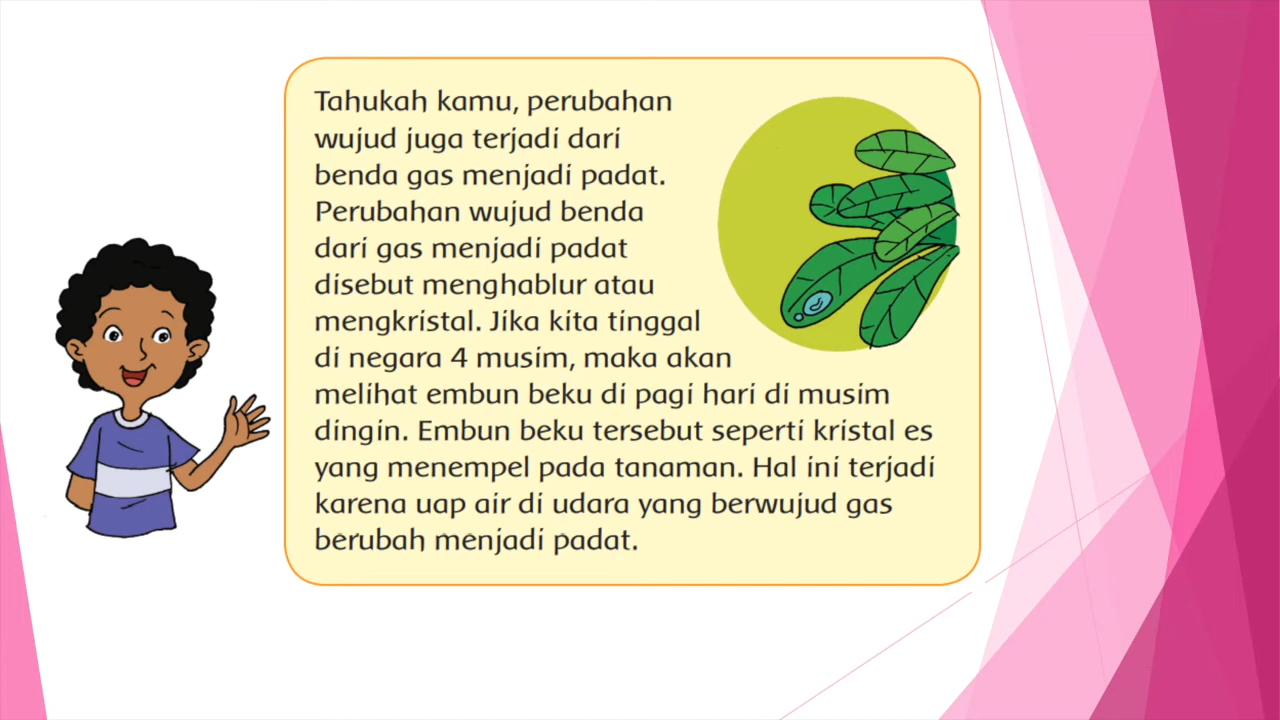 Tahukah kamu, perubahan
wujud juga terjadi dari
benda gas menjadi padat.
Perubahan wujud benda
dari gas menjadi padat
disebut menghablur atau
mengkristal. Jika kita tinggal
di negara 4 musim, maka akan
melihat embun beku di pagi hari di musim
dingin. Embun beku tersebut seperti kristal es
yang menempel pada tanaman. Hal ini terjadi
karena uap air di udara yang berwujud gas
berubah menjadi padat.